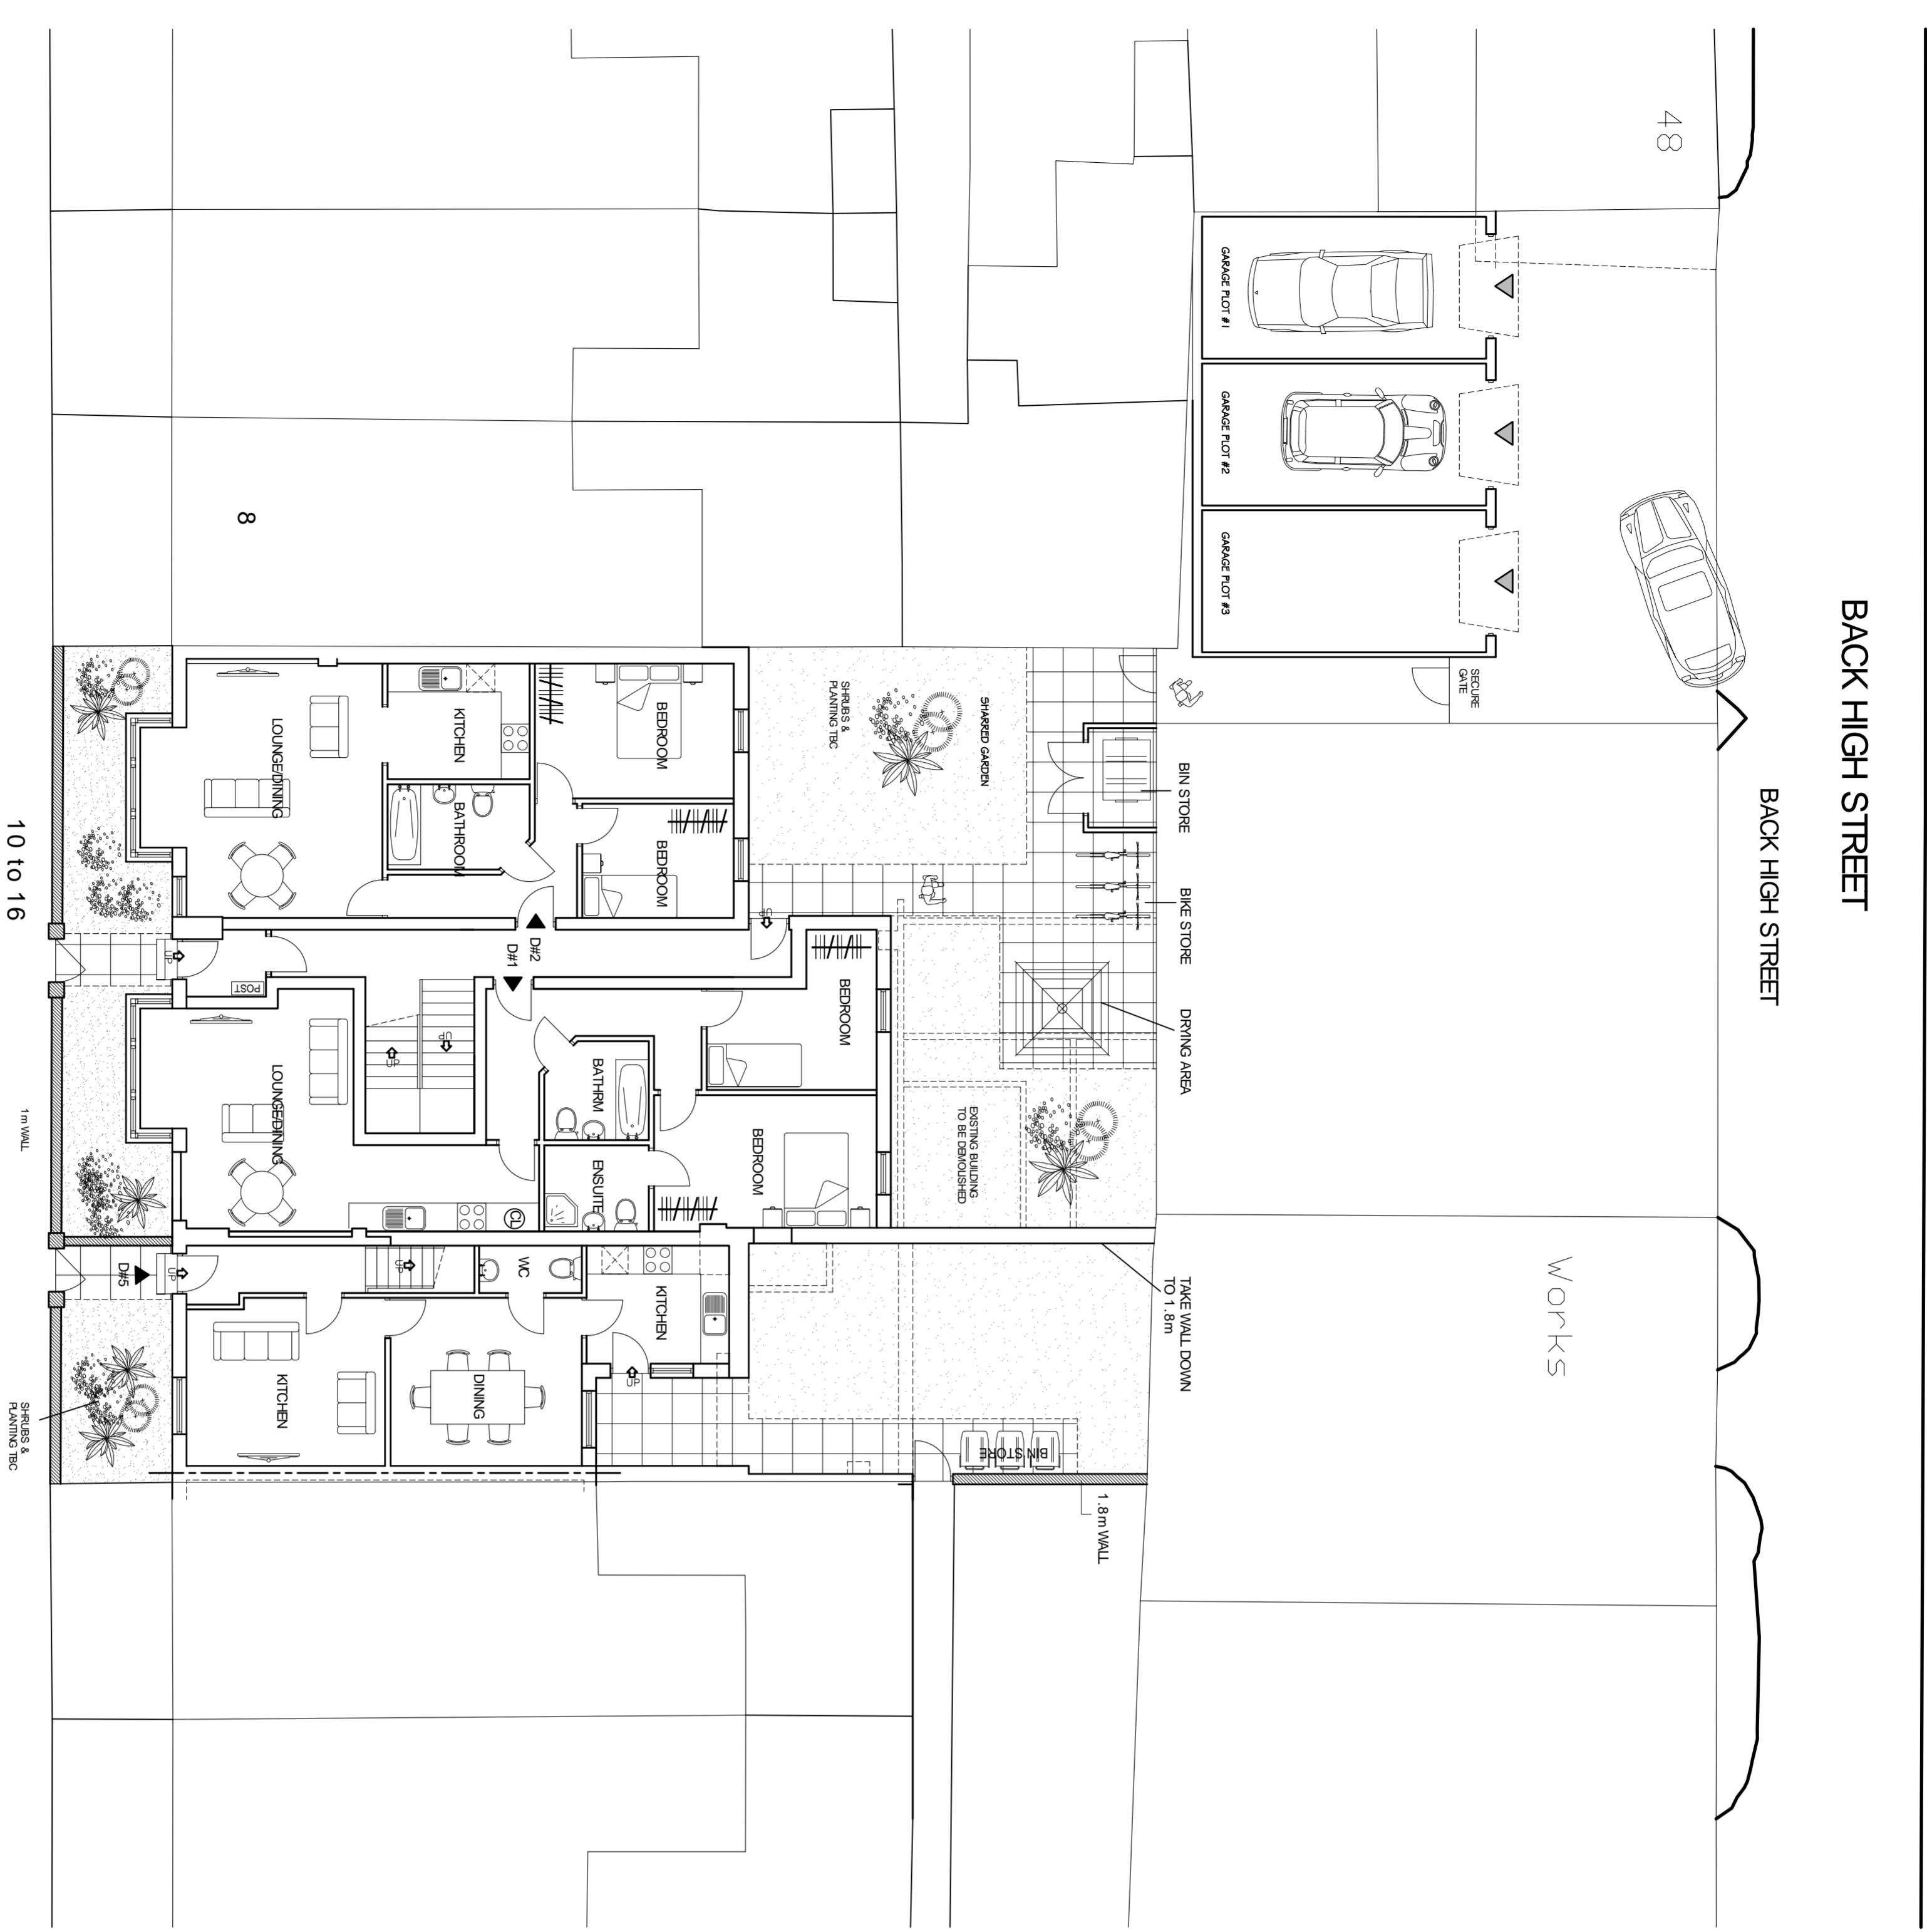 BACK HIGH STREET
BACK HIGH STREET
48
Works
GARAGE PLOT #1
GARAGE PLOT #2
GARAGE PLOT #3
SECURE
GATE
BIN STORE
BIKE STORE
DRYING AREA
TAKE WALL DOWN
TO 1.8m
1.8m WALL
SHARRED GARDEN
SHRUBS &
PLANTING TBC
EXISTING BUILDING
TO BE DEMOLISHED
BIN STORE
UP
BEDROOM
BEDROOM
BEDROOM
BEDROOM
KITCHEN
BATHROOM
D#2
D#1
BATHRM
ENSUITE
CL
WC
KITCHEN
UP
UP
UP
UP
LOUNGE/DINING
LOUNGE/DINING
DINING
KITCHEN
POST
UP
UP
D#5
8
10 to 16
1m WALL
SHRUBS &
PLANTING TBC